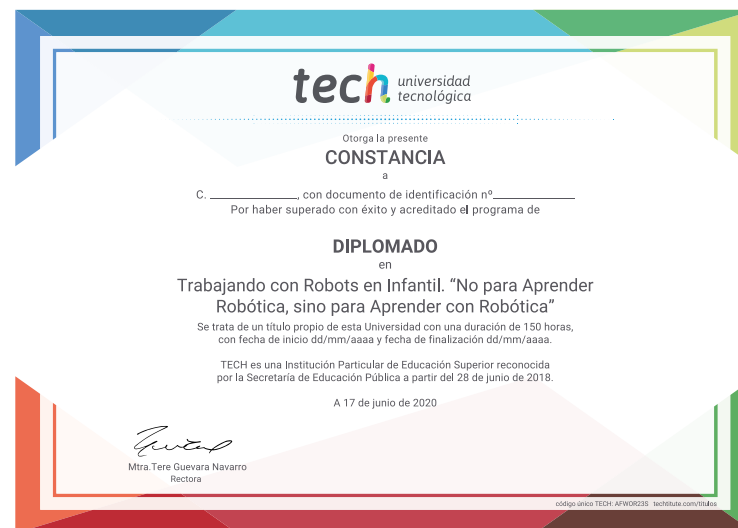 tech universidad
tecnológica
Otorga la presente
CONSTANCIA
a
C. ______________, con documento de identificación nº______________
Por haber superado con éxito y acreditado el programa de
DIPLOMADO
en
Trabajando con Robots en Infantil. “No para Aprender
Robótica, sino para Aprender con Robótica”
Se trata de un título propio de esta Universidad con una duración de 150 horas,
con fecha de inicio dd/mm/aaaa y fecha de finalización dd/mm/aaaa.
TECH es una Institución Particular de Educación Superior reconocida
por la Secretaría de Educación Pública a partir del 28 de junio de 2018.
A 17 de junio de 2020
Mtra.Tere Guevara Navarro
Rectora
código único TECH: AFWOR235 techtitute.com/titulos